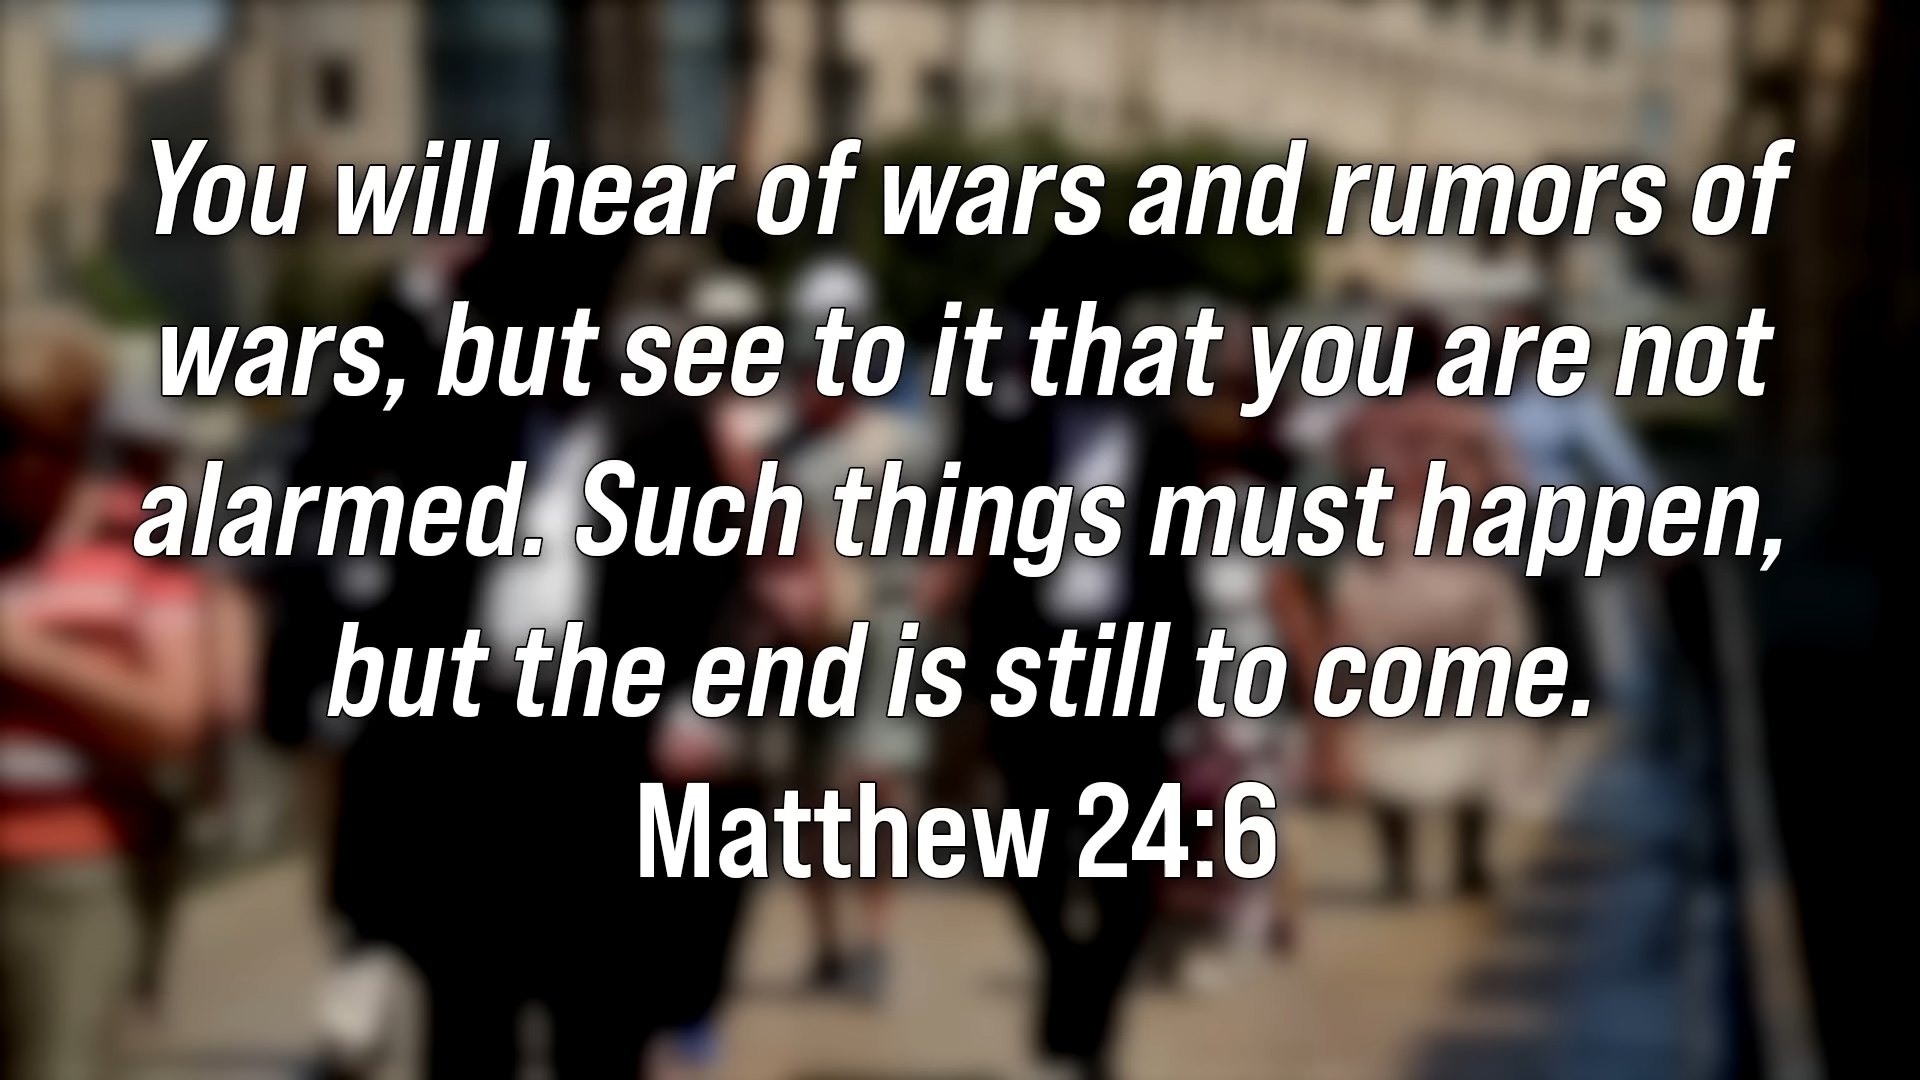 You will hear of wars and rumors of
wars, but see to it that you are not
alarmed. Such things must happen,
but the end is still to come.
Matthew 24:6